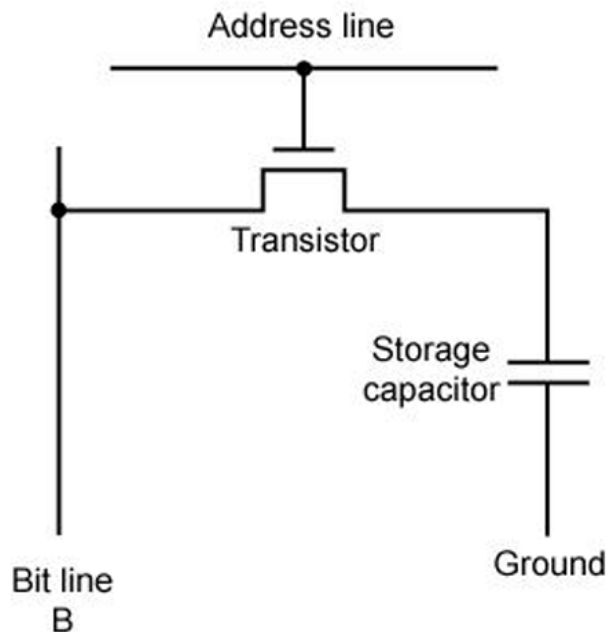 Address line
Transistor
Storage
capacitor
Ground
Bit line
B